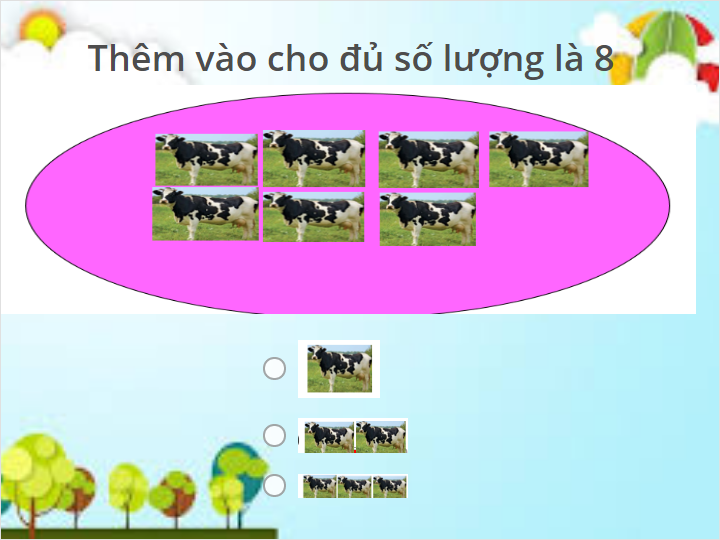 Thêm vào cho đủ số lượng là 8